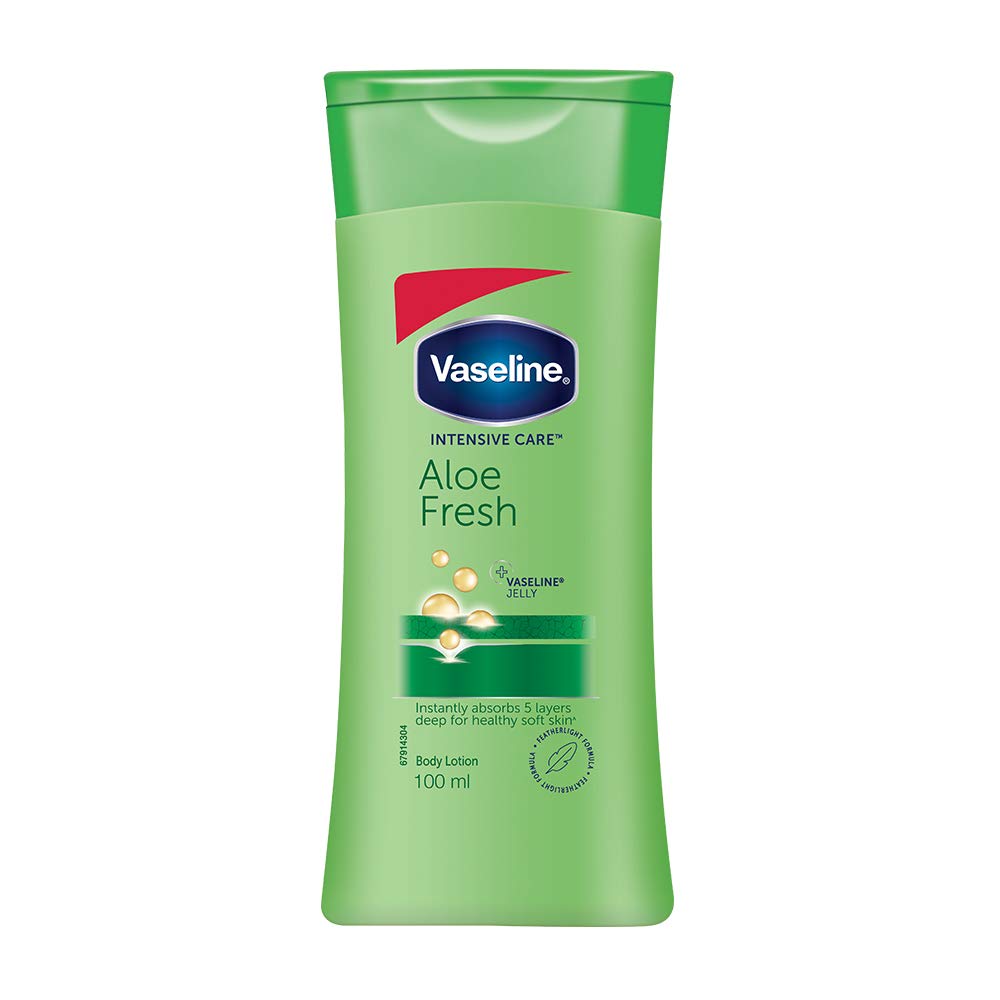 Vaseline®
INTENSIVE CARE™
Aloe
Fresh
VASELINE®
JELLY
Instantly absorbs 5 layers
deep for healthy soft skin^
67914304
Body Lotion
100 ml
FEATHERLIGHT FORMULA • FEATHERLIGHT FORMULA •